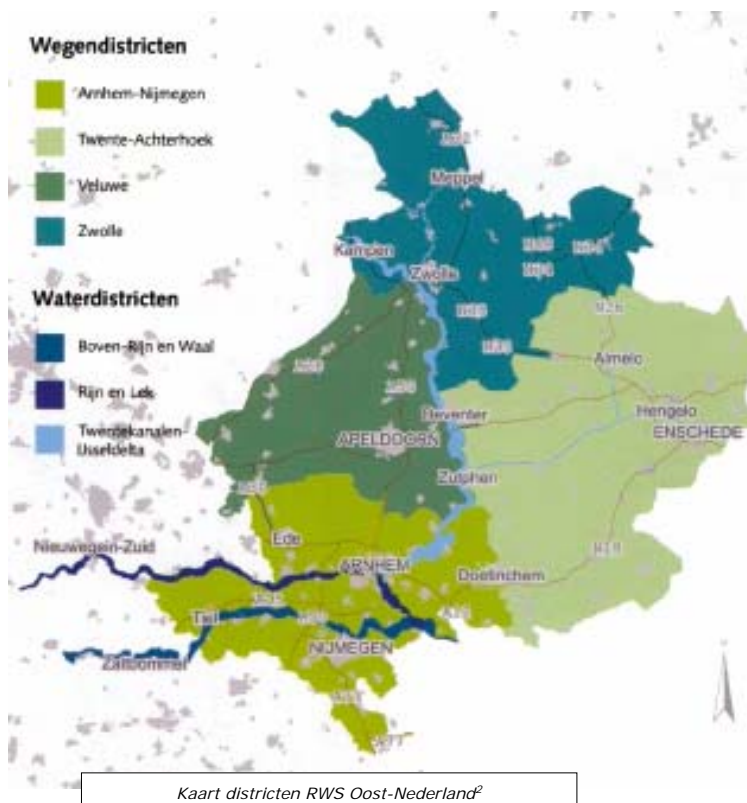 Wegendistricten
Arnhem-Nijmegen
Twente-Achterhoek
Veluwe
Zwolle
Waterdistricten
Boven-Rijn en Waal
Rijn en Lek
Twentekanalen-
IJsseldelta
Meppel
Kampen
Zwolle
N26
Almelo
Deventer
Hengelo
APELDOORN
ENSCHEDE
Zutphen
Ede
Nieuwegein-Zuid
ARNHEM
N18
Doetinchem
Tiel
NIJMEGEN
Zaltbommel
Kaart districten RWS Oost-Nederland²